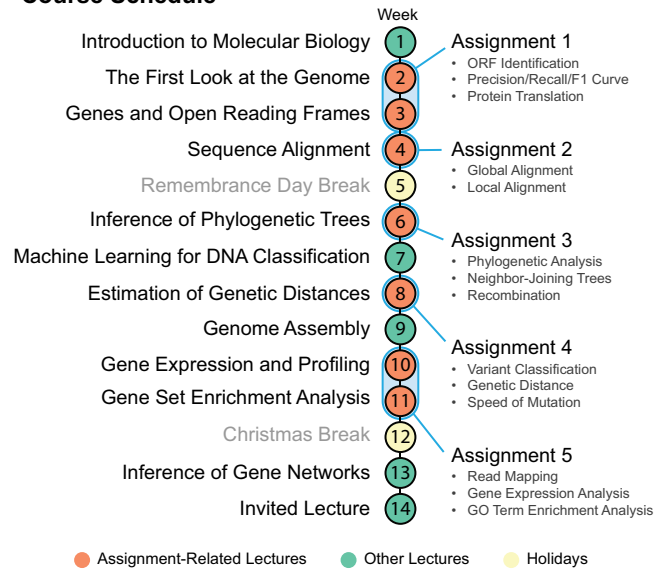 Course Schedule
Week
Introduction to Molecular Biology 1
The First Look at the Genome 2
Genes and Open Reading Frames 3
Sequence Alignment 4
Remembrance Day Break 5
Inference of Phylogenetic Trees 6
Machine Learning for DNA Classification 7
Estimation of Genetic Distances 8
Genome Assembly 9
Gene Expression and Profiling 10
Gene Set Enrichment Analysis 11
Christmas Break 12
Inference of Gene Networks 13
Invited Lecture 14
Assignment 1
• ORF Identification
• Precision/Recall/F1 Curve
• Protein Translation
Assignment 2
• Global Alignment
• Local Alignment
Assignment 3
• Phylogenetic Analysis
• Neighbor-Joining Trees
• Recombination
Assignment 4
• Variant Classification
• Genetic Distance
• Speed of Mutation
Assignment 5
• Read Mapping
• Gene Expression Analysis
• GO Term Enrichment Analysis
Assignment-Related Lectures Other Lectures Holidays